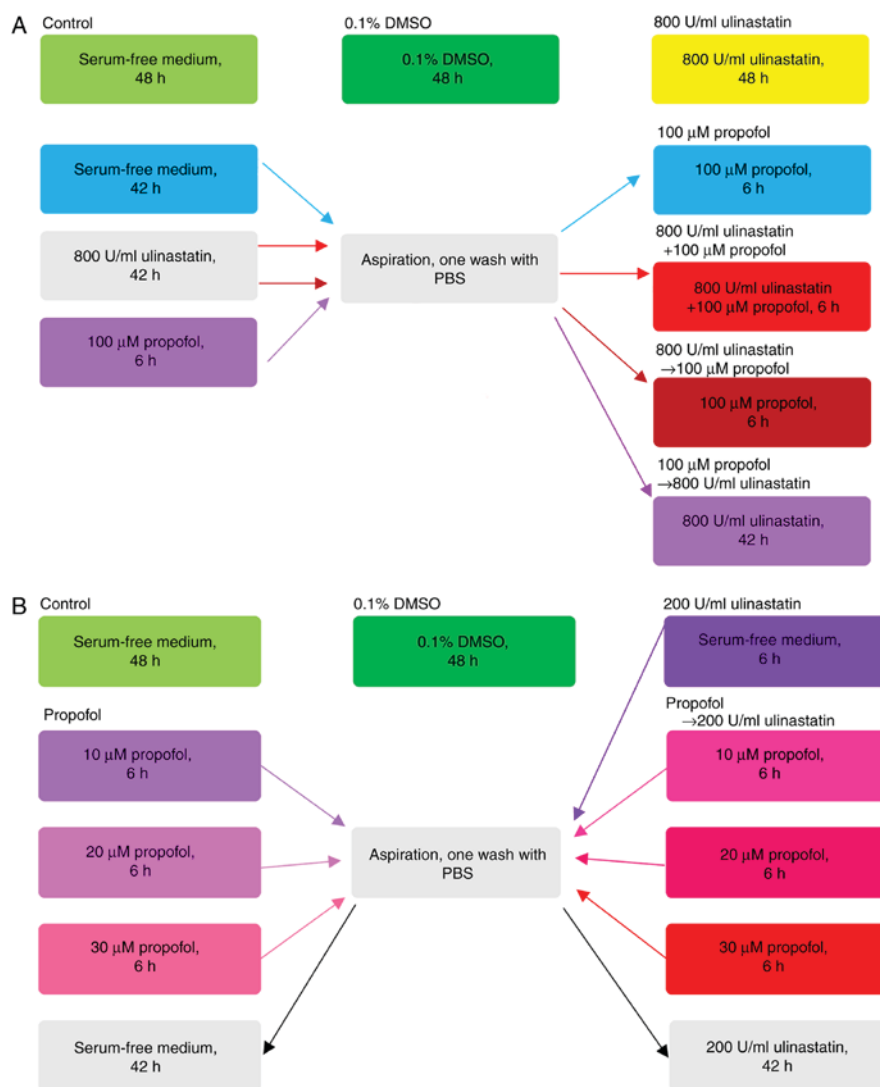 A
Control
0.1% DMSO
800 U/ml ulinastatin
Serum-free medium,
48 h
0.1% DMSO,
48 h
800 U/ml ulinastatin,
48 h
100 μM propofol
Serum-free medium,
42 h
100 μM propofol,
6 h
800 U/ml ulinastatin
+100 μM propofol
800 U/ml ulinastatin,
42 h
Aspiration, one wash with
PBS
800 U/ml ulinastatin
+100 μM propofol, 6 h
100 μM propofol,
6 h
800 U/ml ulinastatin
→100 μM propofol
100 μM propofol,
6 h
100 μM propofol
→800 U/ml ulinastatin
800 U/ml ulinastatin,
42 h
B
Control
0.1% DMSO
200 U/ml ulinastatin
Serum-free medium,
48 h
0.1% DMSO,
48 h
Serum-free medium,
6 h
Propofol
Propofol
→200 U/ml ulinastatin
10 μM propofol,
6 h
10 μM propofol,
6 h
20 μM propofol,
6 h
Aspiration, one wash with
PBS
20 μM propofol,
6 h
30 μM propofol,
6 h
30 μM propofol,
6 h
Serum-free medium,
42 h
200 U/ml ulinastatin,
42 h